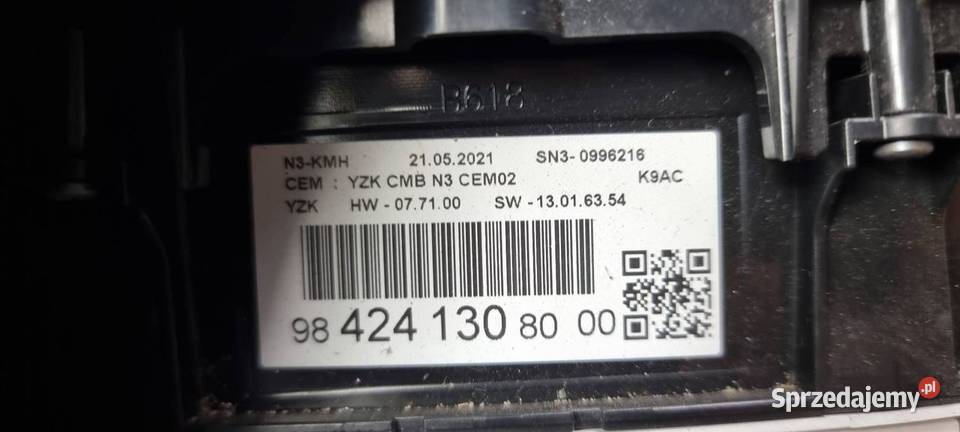 B618
N3-KMH 21.05.2021 SN3- 0996216
CEM : YZK CMB N3 CEM02 K9AC
YZK HW - 07.71.00 SW - 13.01.63.54
98 424 130 80 00
Sprzedajemy.pl